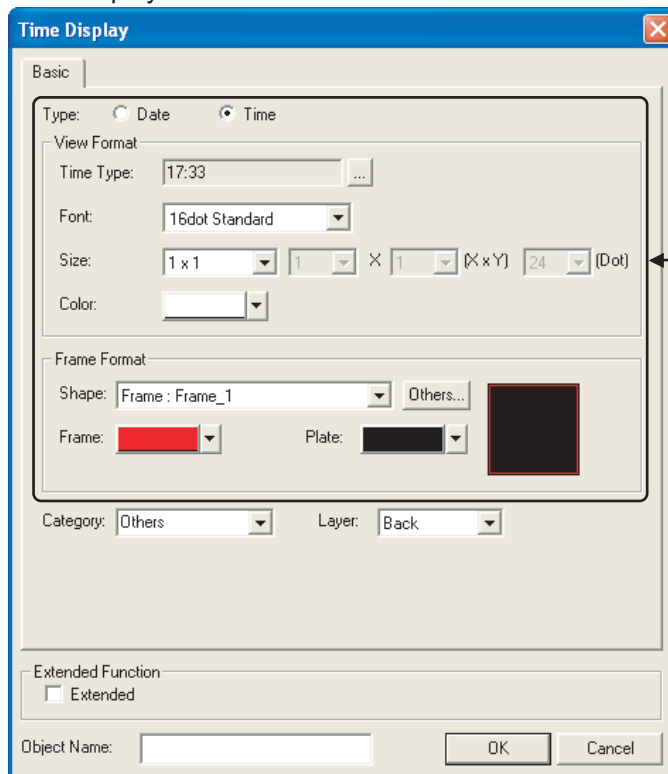 Time Display
Basic
Type: Date Time
View Format
Time Type: 17:33 ...
Font: 16dot Standard
Size: 1 x 1 1 X 1 (X x Y) 24 (Dot)
Color:
Frame Format
Shape: Frame : Frame_1 Others...
Frame: Plate:
Category: Others Layer: Back
Extended Function
Extended
Object Name: OK Cancel